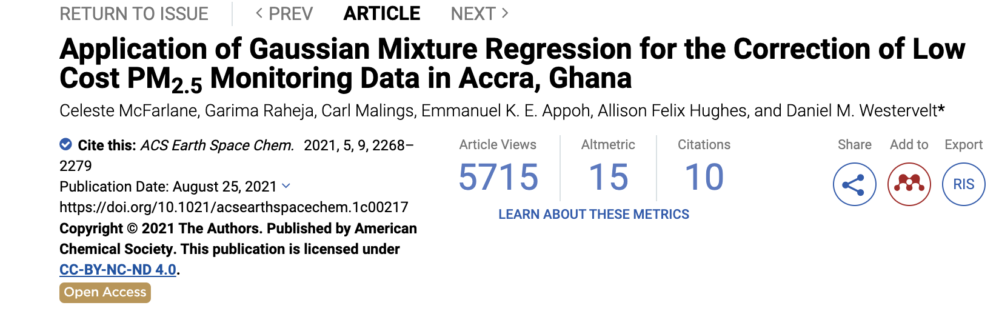 RETURN TO ISSUE < PREV ARTICLE NEXT >
Application of Gaussian Mixture Regression for the Correction of Low
Cost PM2.5 Monitoring Data in Accra, Ghana
Celeste McFarlane, Garima Raheja, Carl Malings, Emmanuel K. E. Appoh, Allison Felix Hughes, and Daniel M. Westervelt*
Cite this: ACS Earth Space Chem. 2021, 5, 9, 2268–
2279
Publication Date: August 25, 2021
https://doi.org/10.1021/acsearthspacechem.1c00217
Copyright © 2021 The Authors. Published by American
Chemical Society. This publication is licensed under
CC-BY-NC-ND 4.0.
Open Access
Article Views
5715
Altmetric
15
Citations
10
LEARN ABOUT THESE METRICS
Share
Add to
Export
RIS